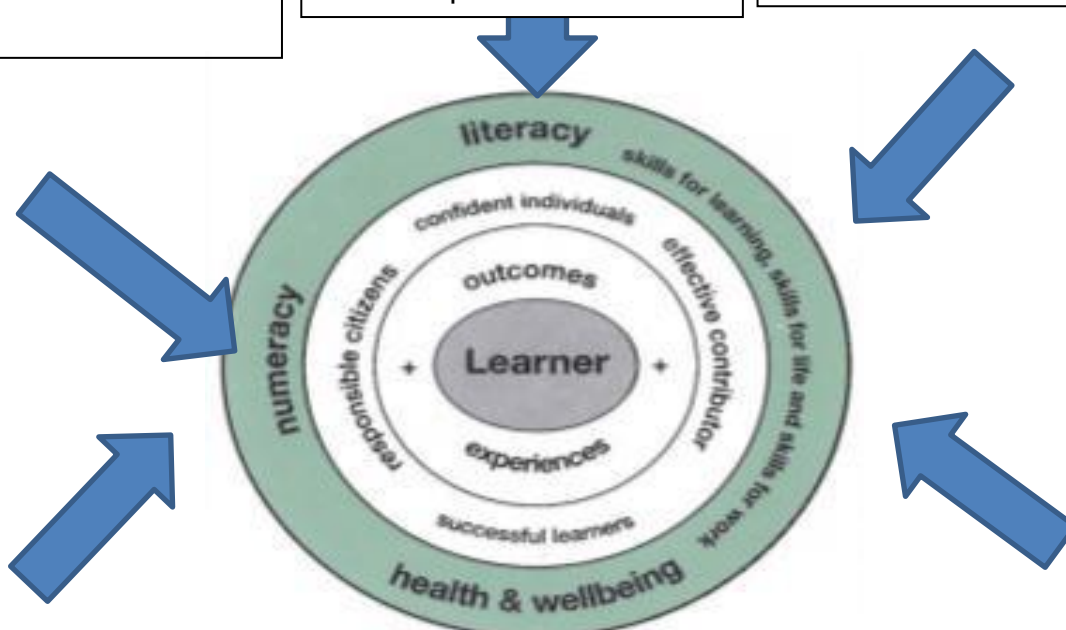 literacy
skills for learning, skills for life and skills for work
confident individuals
effective contributor
responsible citizens
outcomes
numeracy
+
Learner
+
experiences
successful learners
health & wellbeing